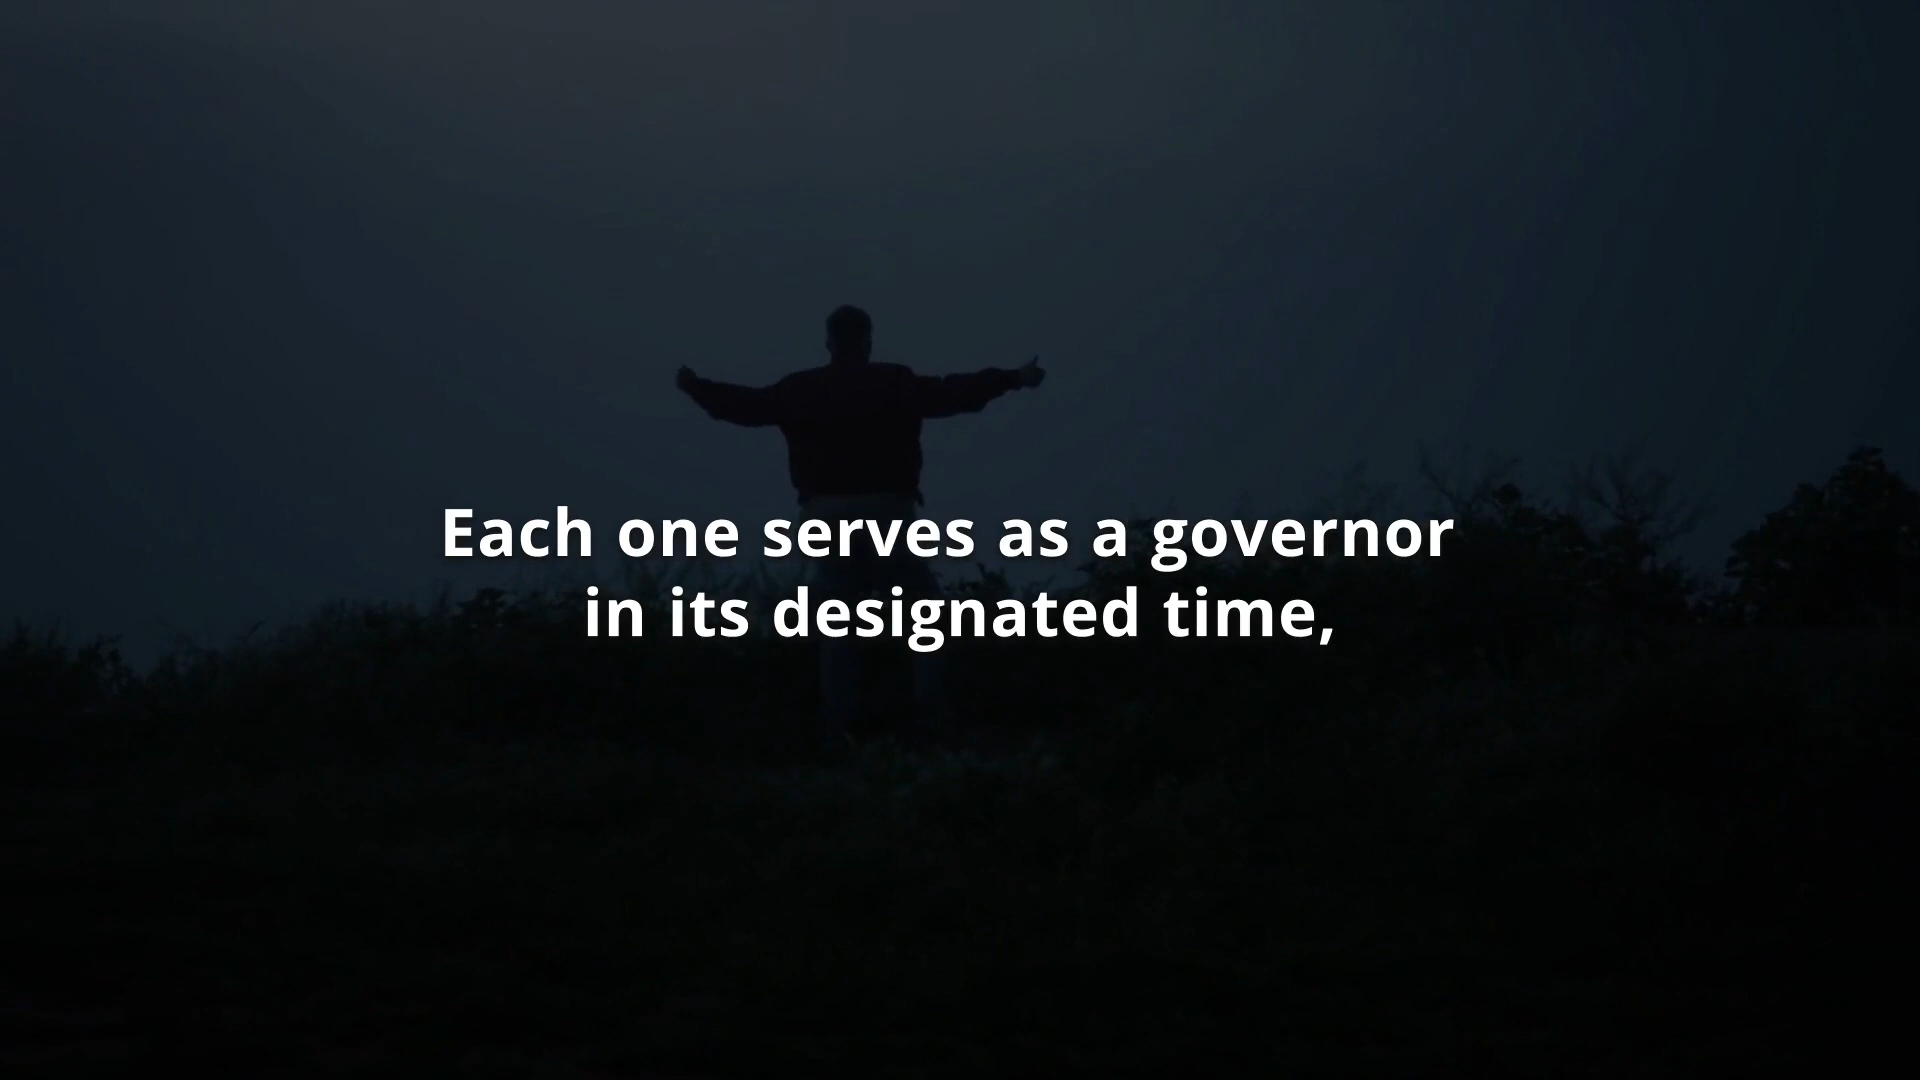 Each one serves as a governor
in its designated time,